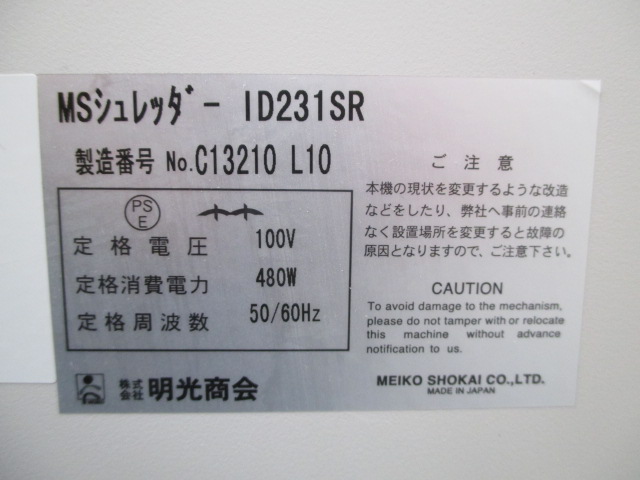 MSシュレッダー ID231SR
製造番号 No.C13210 L10
PS
E
定格電圧 100V
定格消費電力 480W
定格周波数 50/60Hz
株式会社 明光商会
ご注意
本機の現状を変更するような改造
などをしたり、弊社へ事前の連絡
なく設置場所を変更すると故障の
原因となりますので、ご注意下さい。
CAUTION
To avoid damage to the mechanism,
please do not tamper with or relocate
this machine without advance
notification to us.
MEIKO SHOKAI CO.,LTD.
MADE IN JAPAN